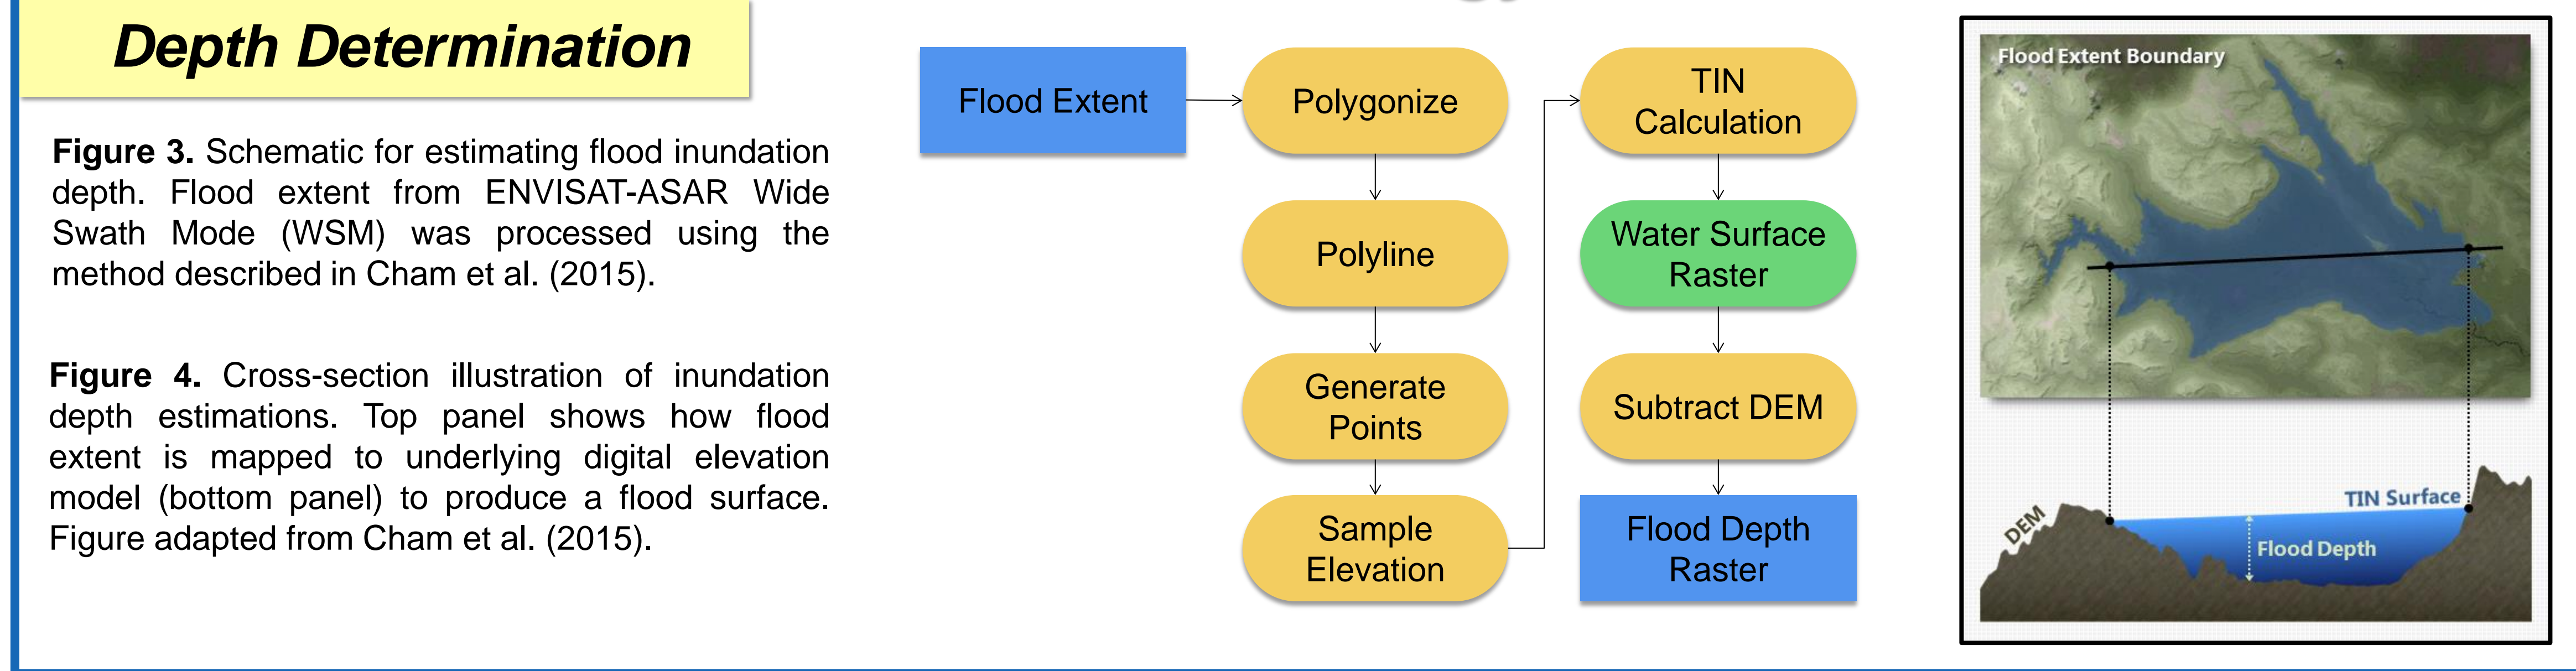 Depth Determination
Figure 3. Schematic for estimating flood inundation
depth. Flood extent from ENVISAT-ASAR Wide
Swath Mode (WSM) was processed using the
method described in Cham et al. (2015).
Figure 4. Cross-section illustration of inundation
depth estimations. Top panel shows how flood
extent is mapped to underlying digital elevation
model (bottom panel) to produce a flood surface.
Figure adapted from Cham et al. (2015).
Flood Extent
Polygonize
Polyline
Generate
Points
Sample
Elevation
TIN
Calculation
Water Surface
Raster
Subtract DEM
Flood Depth
Raster
Flood Extent Boundary
DEM
TIN Surface
Flood Depth